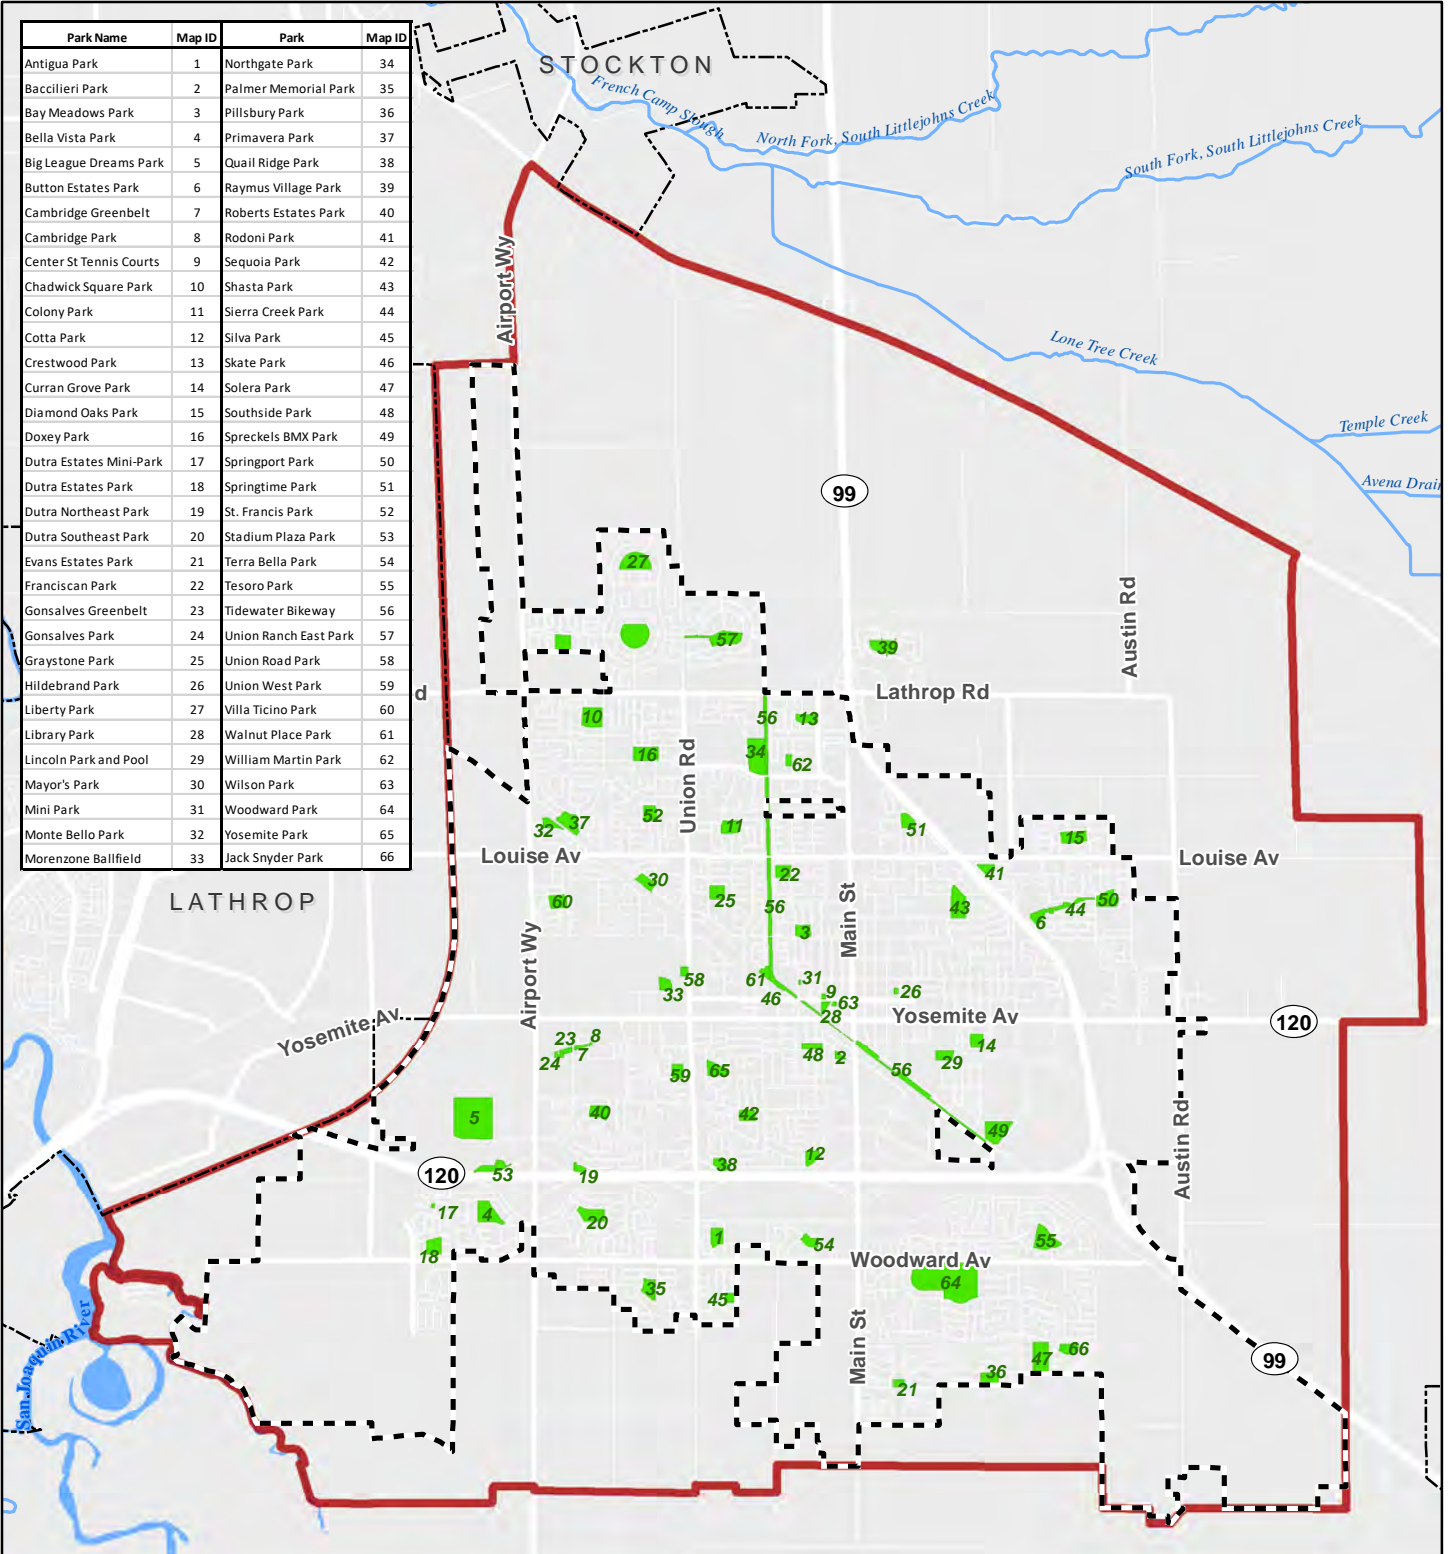 Park Name Map ID Park Map ID
Antigua Park 1 Northgate Park 34
Baccilieri Park 2 Palmer Memorial Park 35
Bay Meadows Park 3 Pillsbury Park 36
Bella Vista Park 4 Primavera Park 37
Big League Dreams Park 5 Quail Ridge Park 38
Button Estates Park 6 Raymus Village Park 39
Cambridge Greenbelt 7 Roberts Estates Park 40
Cambridge Park 8 Rodoni Park 41
Center St Tennis Courts 9 Sequoia Park 42
Chadwick Square Park 10 Shasta Park 43
Colony Park 11 Sierra Creek Park 44
Cotta Park 12 Silva Park 45
Crestwood Park 13 Skate Park 46
Curran Grove Park 14 Solera Park 47
Diamond Oaks Park 15 Southside Park 48
Doxey Park 16 Spreckels BMX Park 49
Dutra Estates Mini-Park 17 Springport Park 50
Dutra Estates Park 18 Springtime Park 51
Dutra Northeast Park 19 St. Francis Park 52
Dutra Southeast Park 20 Stadium Plaza Park 53
Evans Estates Park 21 Terra Bella Park 54
Franciscan Park 22 Tesoro Park 55
Gonsalves Greenbelt 23 Tidewater Bikeway 56
Gonsalves Park 24 Union Ranch East Park 57
Graystone Park 25 Union Road Park 58
Hildebrand Park 26 Union West Park 59
Liberty Park 27 Villa Ticino Park 60
Library Park 28 Walnut Place Park 61
Lincoln Park and Pool 29 William Martin Park 62
Mayor's Park 30 Wilson Park 63
Mini Park 31 Woodward Park 64
Monte Bello Park 32 Yosemite Park 65
Morenzone Ballfield 33 Jack Snyder Park 66
STOCKTON
French Camp Slough
North Fork, South Littlejohns Creek
South Fork, South Littlejohns Creek
Airport Wy
Lone Tree Creek
Temple Creek
Avena Drain
99
27
57
39
Austin Rd
d
Lathrop Rd
10
56
13
16
34
62
Union Rd
52
11
32
37
51
15
Louise Av
Louise Av
LATHROP
30
22
41
60
25
56
43
6
44
50
Main St
3
Airport Wy
58
33
61
31
46
9
63
28
26
Yosemite Av
Yosemite Av
120
23
8
24
7
48
2
14
29
59
65
56
5
40
42
49
Austin Rd
12
38
120
53
19
17
4
20
18
1
54
55
Woodward Av
64
35
45
San Joaquin River
Main St
66
47
36
21
99